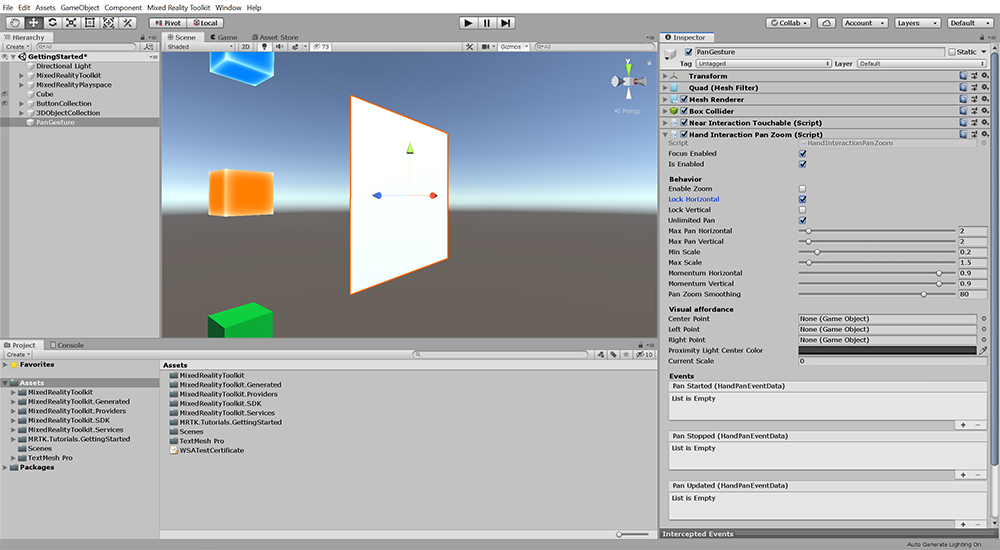 File Edit Assets GameObject Component Mixed Reality Toolkit Window Help
Pivot Local Collab Account Layers Default
Hierarchy
Create All
GettingStarted*
Directional Light
MixedRealityToolkit
MixedRealityPlayspace
Cube
ButtonCollection
3DObjectCollection
PanGesture
Scene Game Asset Store
Shaded 2D 73 Gizmos All
y
Persp
Inspector
PanGesture Static
Tag Untagged Layer Default
Transform
Quad (Mesh Filter)
Mesh Renderer
Box Collider
Near Interaction Touchable (Script)
Hand Interaction Pan Zoom (Script)
Script HandInteractionPanZoom
Focus Enabled
Is Enabled
Behavior
Enable Zoom
Lock Horizontal
Lock Vertical
Unlimited Pan
Max Pan Horizontal 2
Max Pan Vertical 2
Min Scale 0.2
Max Scale 1.5
Momentum Horizontal 0.9
Momentum Vertical 0.9
Pan Zoom Smoothing 80
Visual affordance
Center Point None (Game Object)
Left Point None (Game Object)
Right Point None (Game Object)
Proximity Light Center Color
Current Scale 0
Events
Pan Started (HandPanEventData)
List is Empty
Pan Stopped (HandPanEventData)
List is Empty
Pan Updated (HandPanEventData)
List is Empty
Intercepted Events
Project Console
Create 10
Favorites
Assets
MixedRealityToolkit
MixedRealityToolkit.Generated
MixedRealityToolkit.Providers
MixedRealityToolkit.SDK
MixedRealityToolkit.Services
MRTK.Tutorials.GettingStarted
Scenes
TextMesh Pro
Packages
Assets
MixedRealityToolkit
MixedRealityToolkit.Generated
MixedRealityToolkit.Providers
MixedRealityToolkit.SDK
MixedRealityToolkit.Services
MRTK.Tutorials.GettingStarted
Scenes
TextMesh Pro
WSATestCertificate
Auto Generate Lighting On